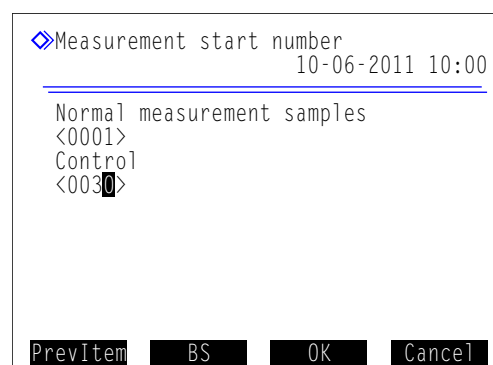 Measurement start number
10-06-2011 10:00
Normal measurement samples
<0001>
Control
<0030>
PrevItem BS OK Cancel